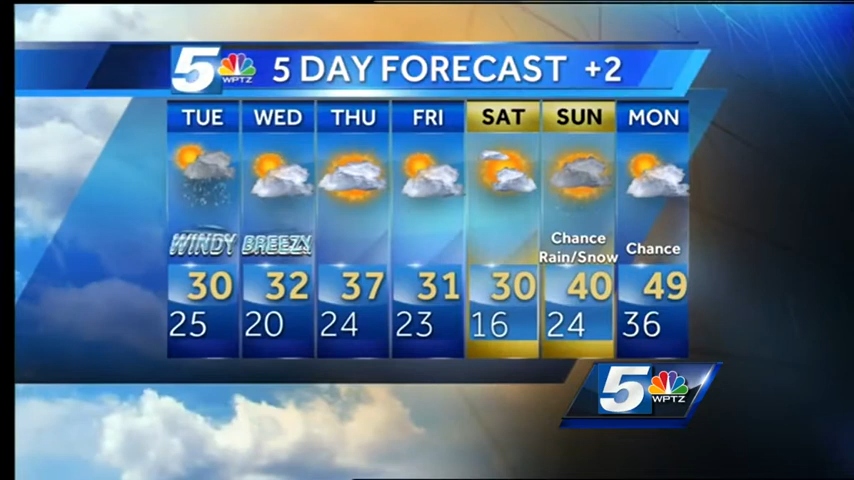 5 WPTZ 5 DAY FORECAST +2
TUE WED THU FRI SAT SUN MON
WINDY BREEZY Chance Rain/Snow Chance
30 32 37 31 30 40 49
25 20 24 23 16 24 36
5 WPTZ